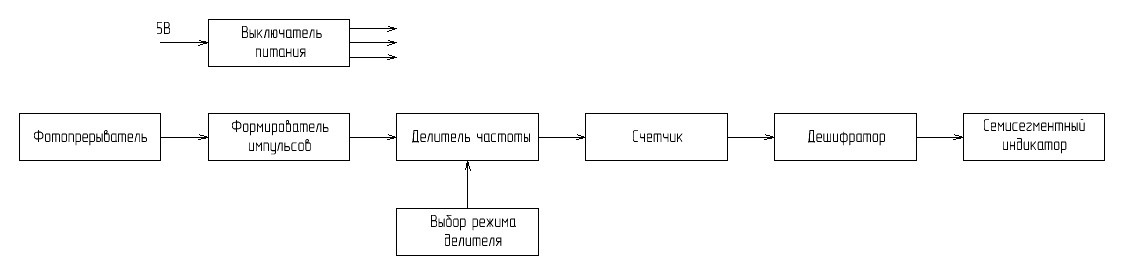 5В
Выключатель
питания
Фотопрерыватель
Формирователь
импульсов
Делитель частоты
Счетчик
Дешифратор
Семисегментный
индикатор
Выбор режима
делителя